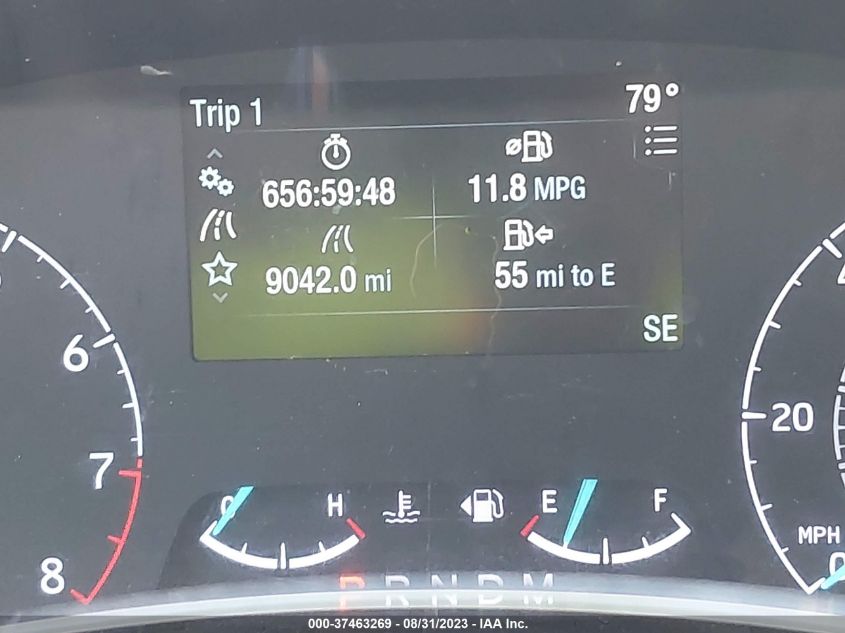 Trip 1
79°
656:59:48
11.8 MPG
9042.0 mi
55 mi to E
SE
6
7
8
20
MPH
0
C
H
E
F
P R N D M
000-37463269 - 08/31/2023 - IAA Inc.